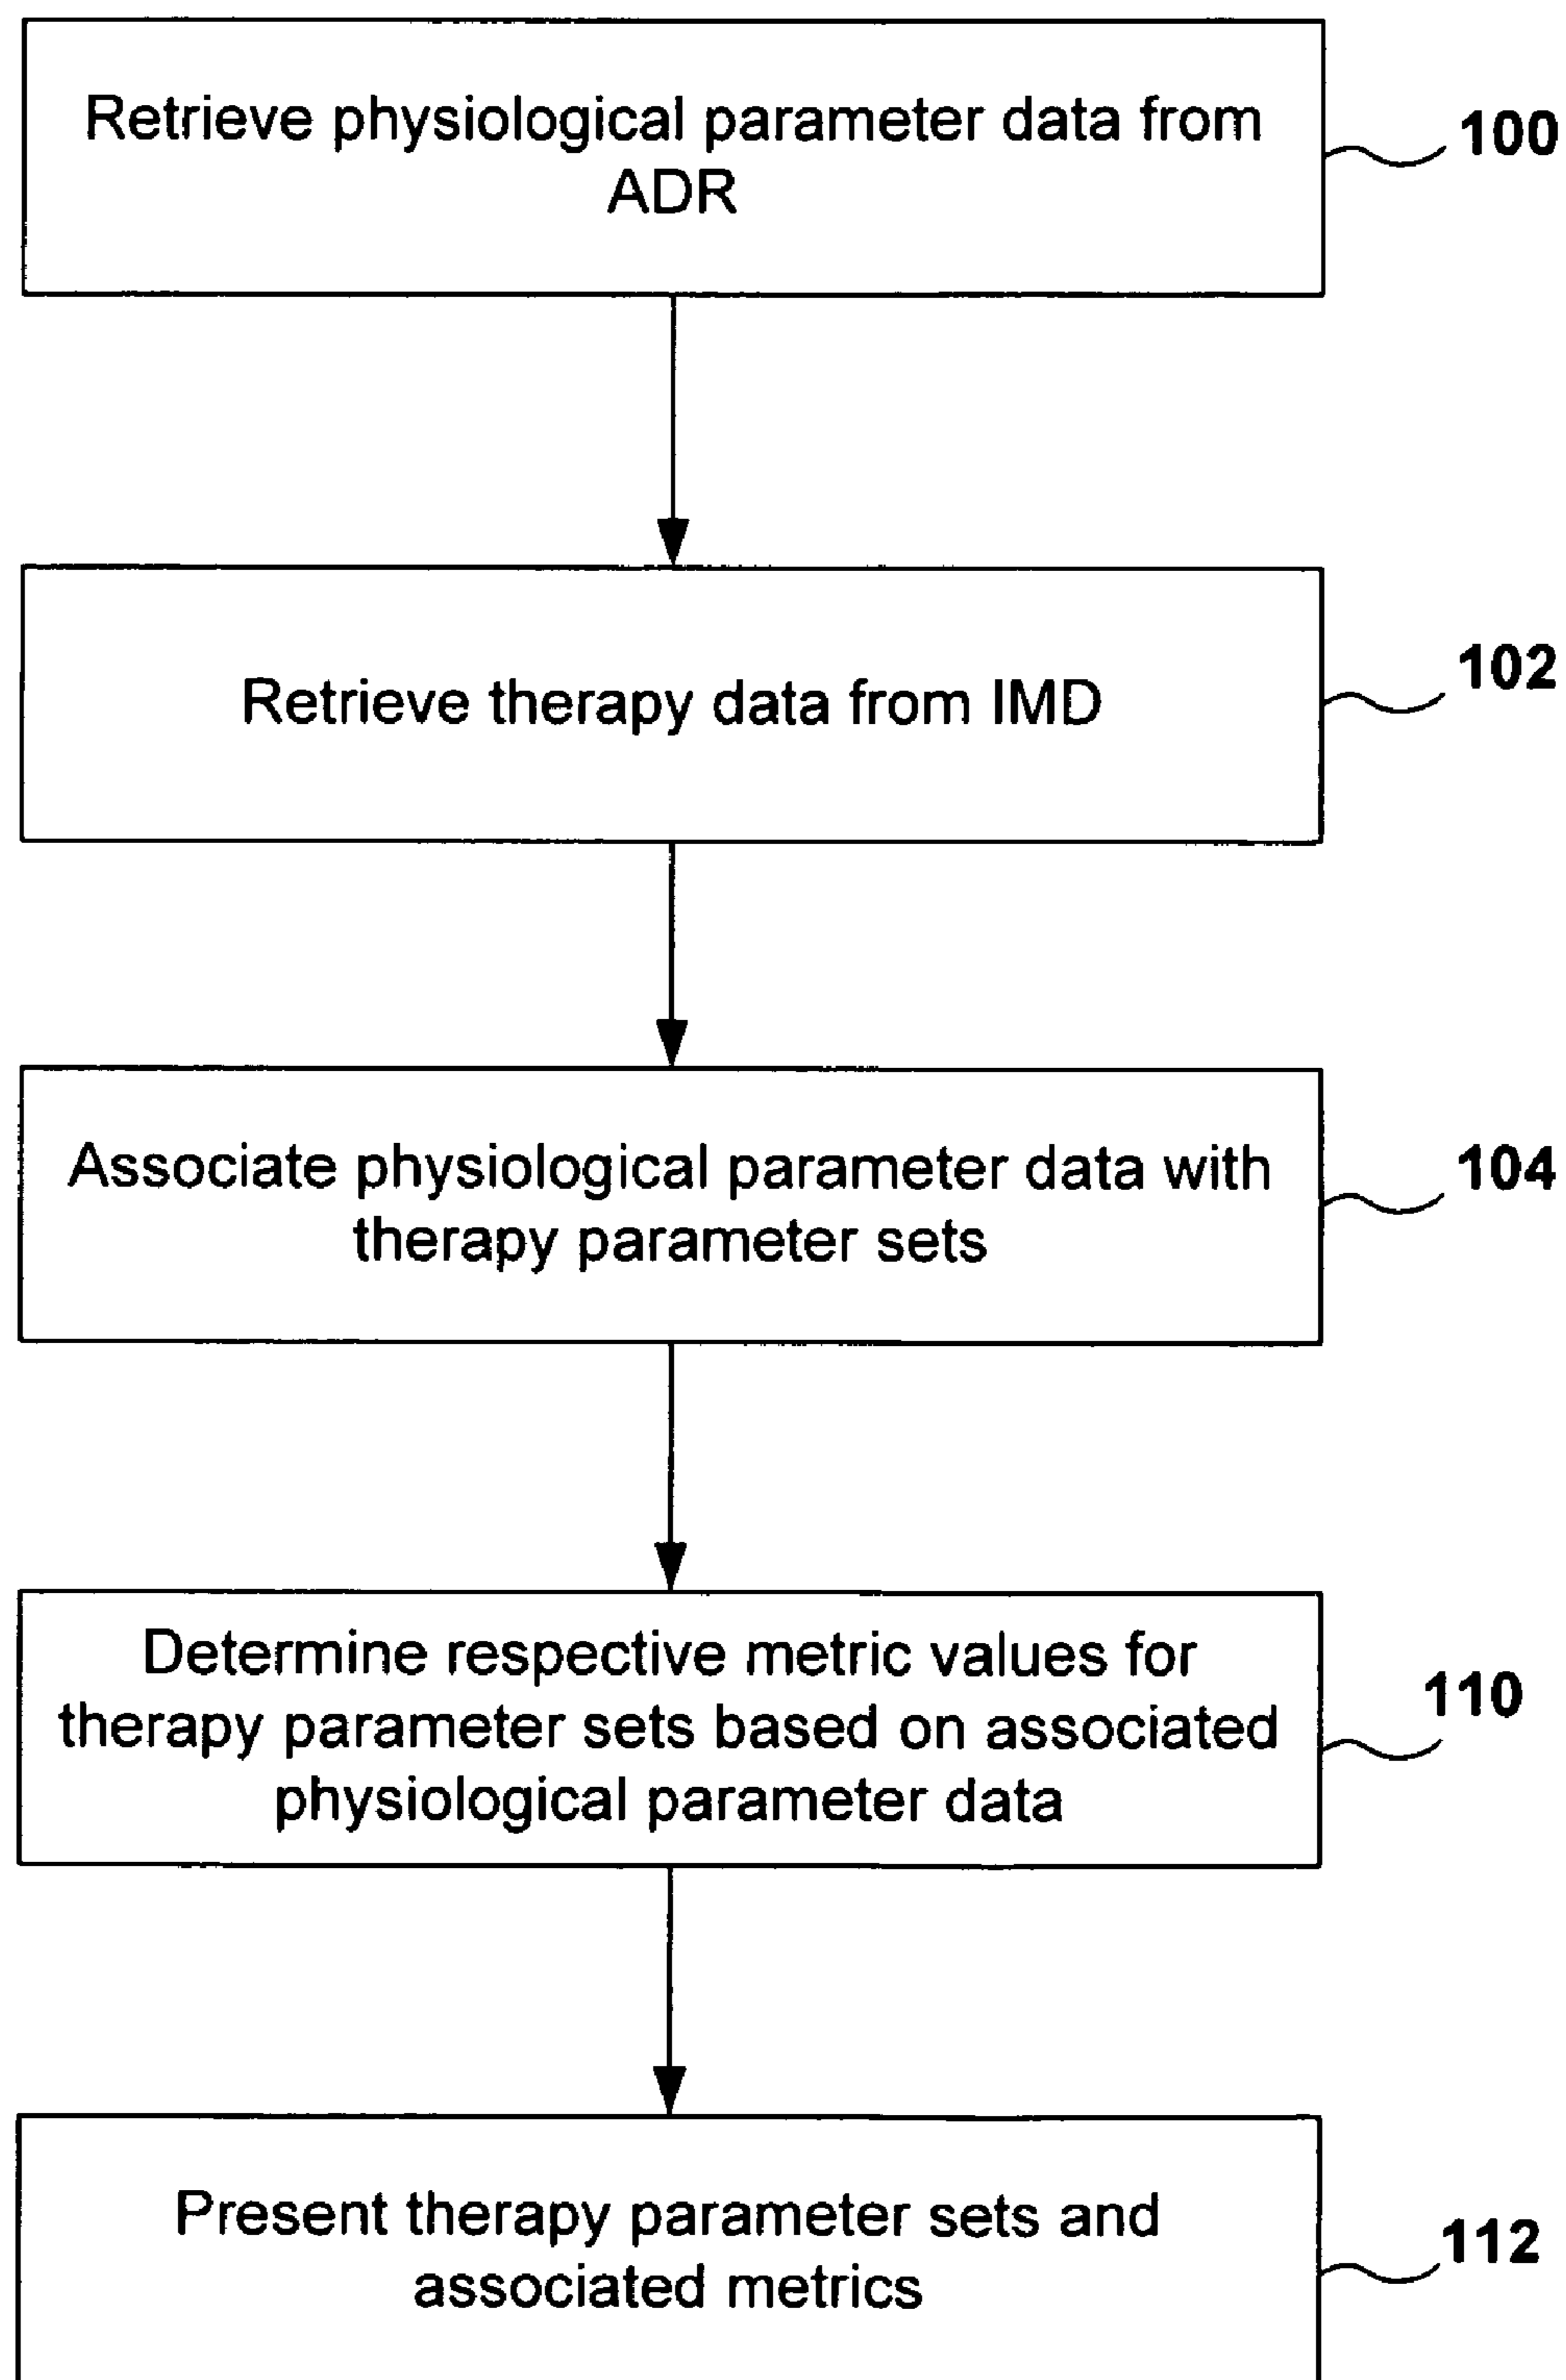 Retrieve physiological parameter data from
ADR
100
Retrieve therapy data from IMD
102
Associate physiological parameter data with
therapy parameter sets
104
Determine respective metric values for
therapy parameter sets based on associated
physiological parameter data
110
Present therapy parameter sets and
associated metrics
112